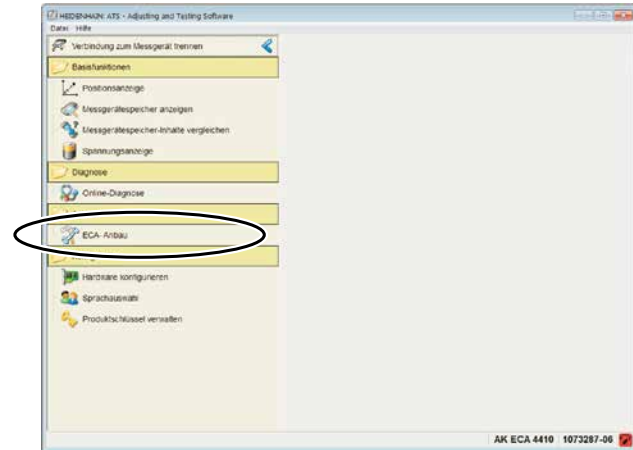 HEIDENHAIN: ATS - Adjusting and Testing Software
Datei Hilfe
Verbindung zum Messgerät trennen
Basisfunktionen
Positionsanzeige
Messgerätespeicher anzeigen
Messgerätespeicher-Inhalte vergleichen
Spannungsanzeige
Diagnose
Online-Diagnose
ECA- Anbau
Hardware konfigurieren
Sprachauswahl
Produktschlüssel verwalten
AK ECA 4410 1073287-06